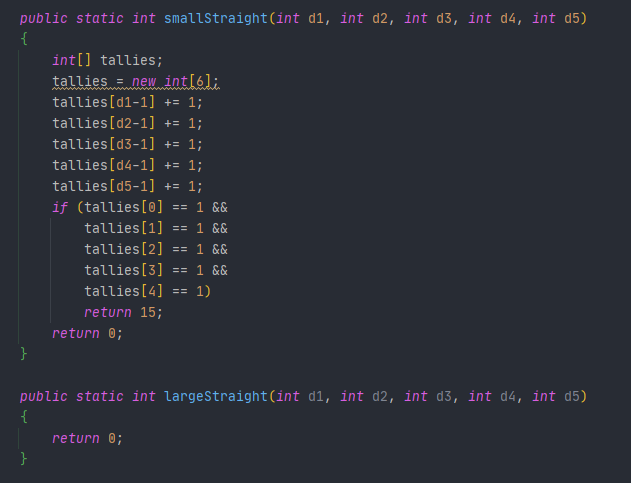 public static int smallStraight(int d1, int d2, int d3, int d4, int d5)
{
    int[] tallies;
    tallies = new int[6];
    tallies[d1-1] += 1;
    tallies[d2-1] += 1;
    tallies[d3-1] += 1;
    tallies[d4-1] += 1;
    tallies[d5-1] += 1;
    if (tallies[0] == 1 &&
        tallies[1] == 1 &&
        tallies[2] == 1 &&
        tallies[3] == 1 &&
        tallies[4] == 1)
        return 15;
    return 0;
}

public static int largeStraight(int d1, int d2, int d3, int d4, int d5)
{
    return 0;
}